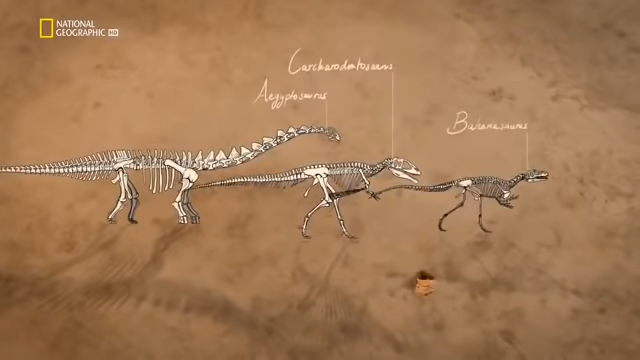 NATIONAL
GEOGRAPHIC HD
Carcharodontosaurus
Aegyptosaurus
Bahariasaurus